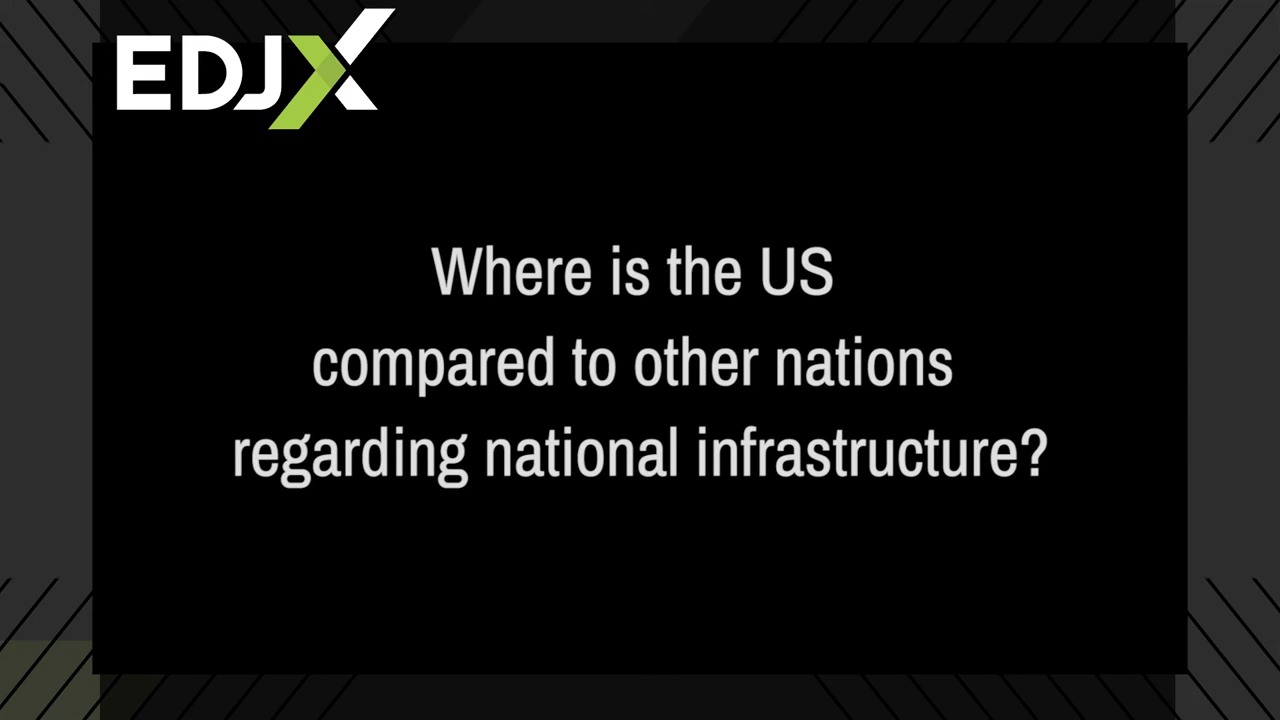 EDJX
Where is the US
compared to other nations
regarding national infrastructure?